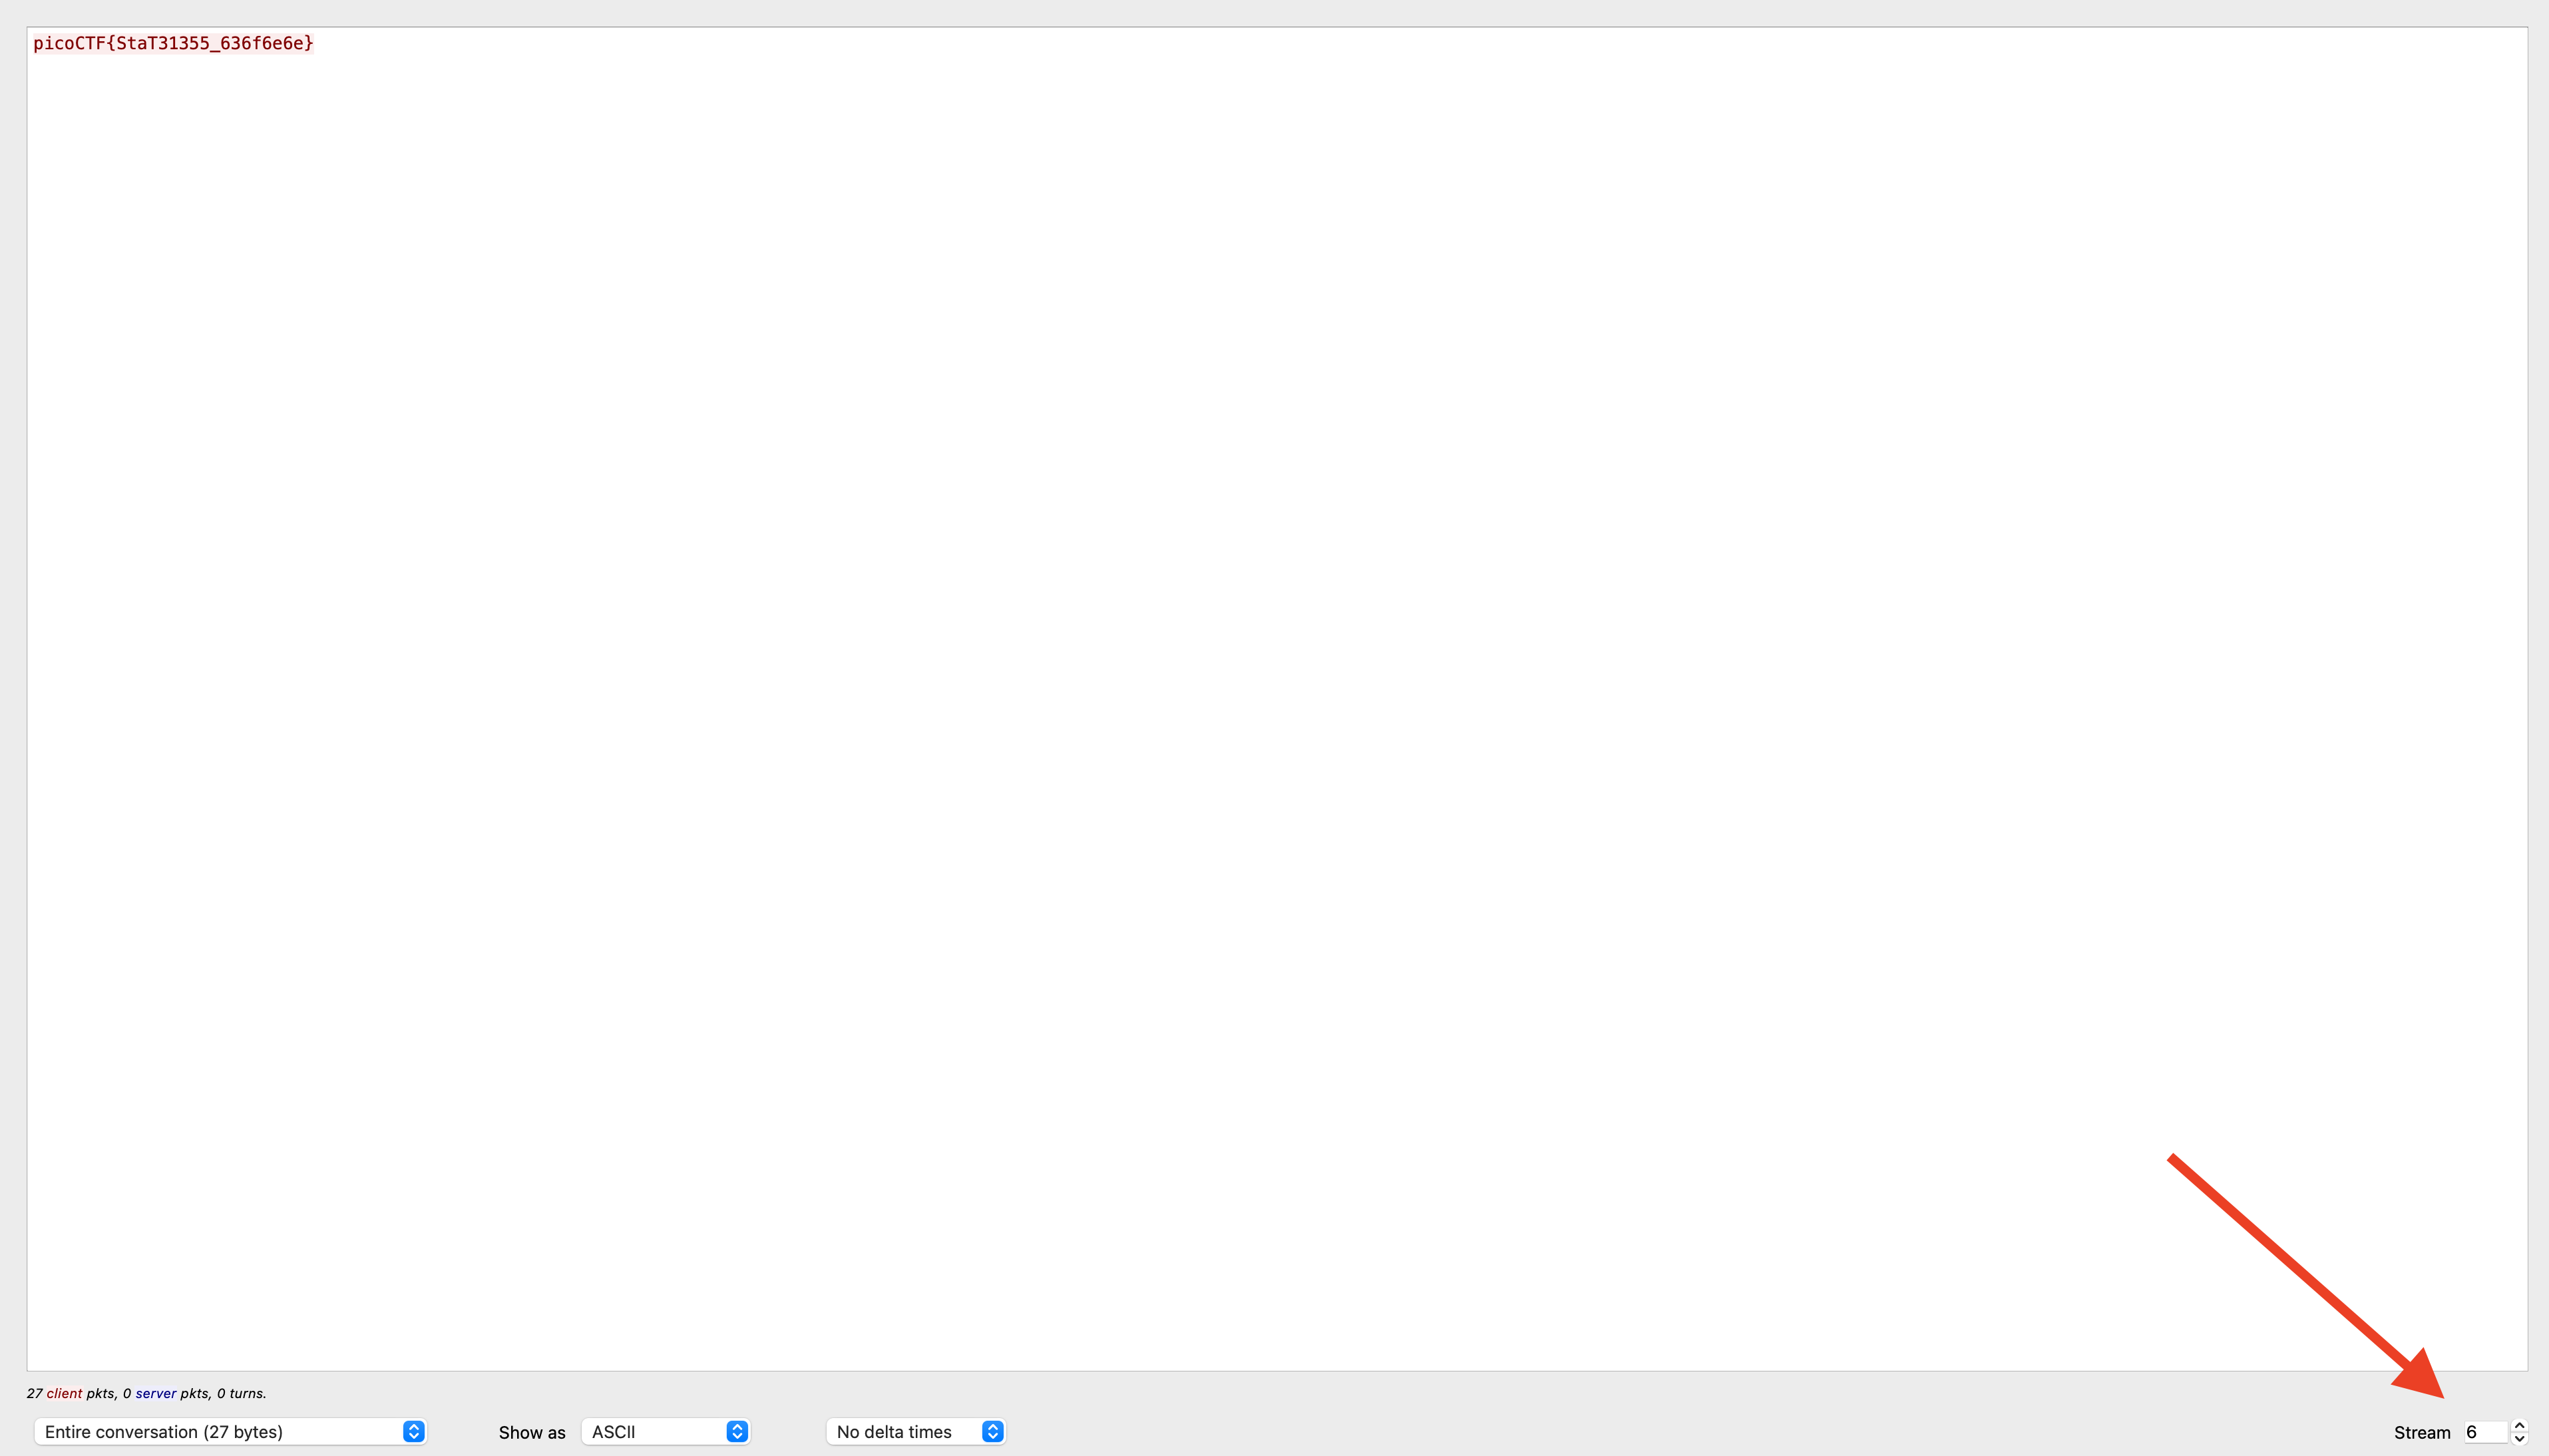 picoCTF{StaT31355_636f6e6e}
27 client pkts, 0 server pkts, 0 turns.
Entire conversation (27 bytes) Show as ASCII No delta times Stream 6